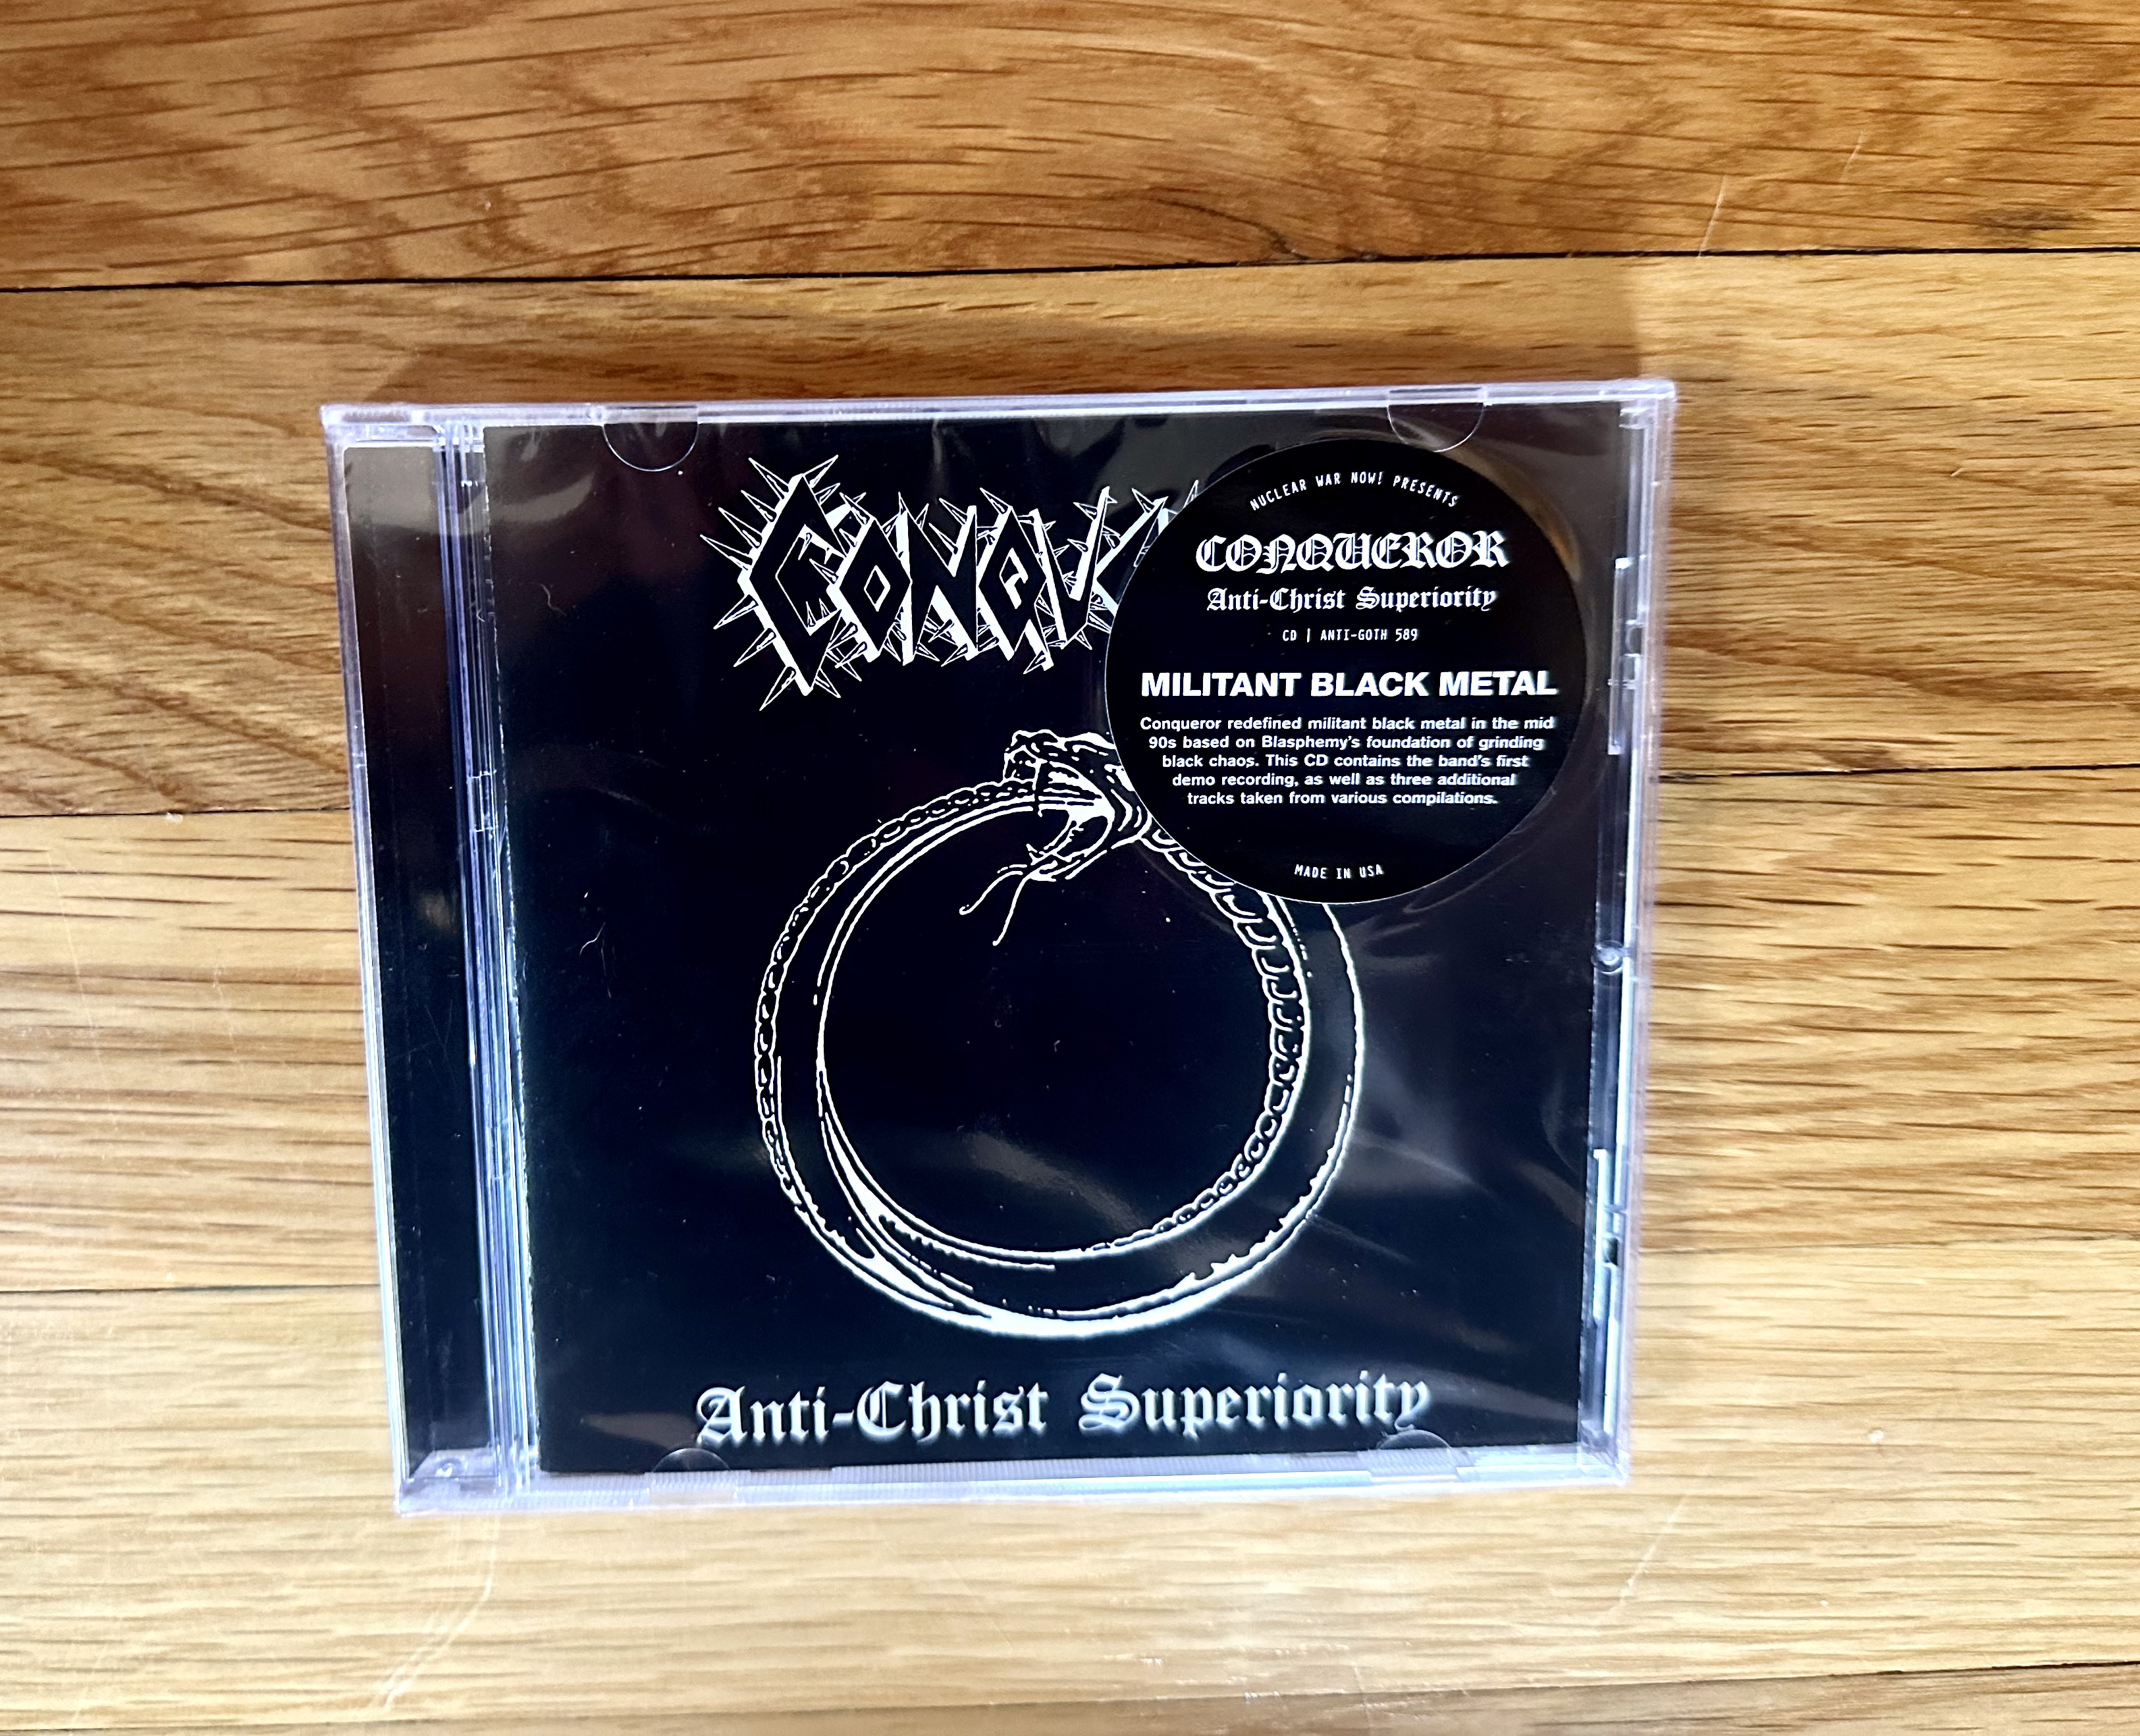 CONQU
NUCLEAR WAR NOW! PRESENTS
CONQUEROR
Anti-Christ Superiority
CD | ANTI-GOTH 589
MILITANT BLACK METAL
Conqueror redefined militant black metal in the mid
90s based on Blasphemy's foundation of grinding
black chaos. This CD contains the band's first
demo recording, as well as three additional
tracks taken from various compilations.
MADE IN USA
Anti-Christ Superiority